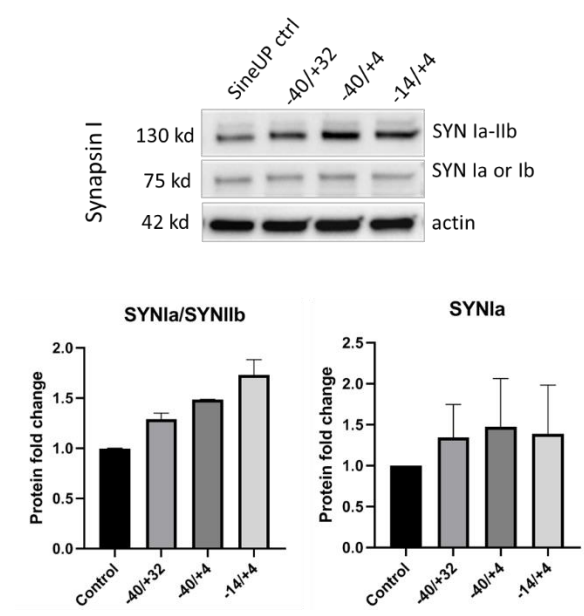 SineUP ctrl
-40/+32
-40/+4
-14/+4
Synapsin I
130 kd
SYN Ia-IIb
75 kd
SYN Ia or Ib
42 kd
actin
SYNIa/SYNIIb
Protein fold change
2.0
1.5
1.0
0.5
0.0
Control
-40/+32
-40/+4
-14/+4
SYNIa
Protein fold change
2.5
2.0
1.5
1.0
0.5
0.0
Control
-40/+32
-40/+4
-14/+4